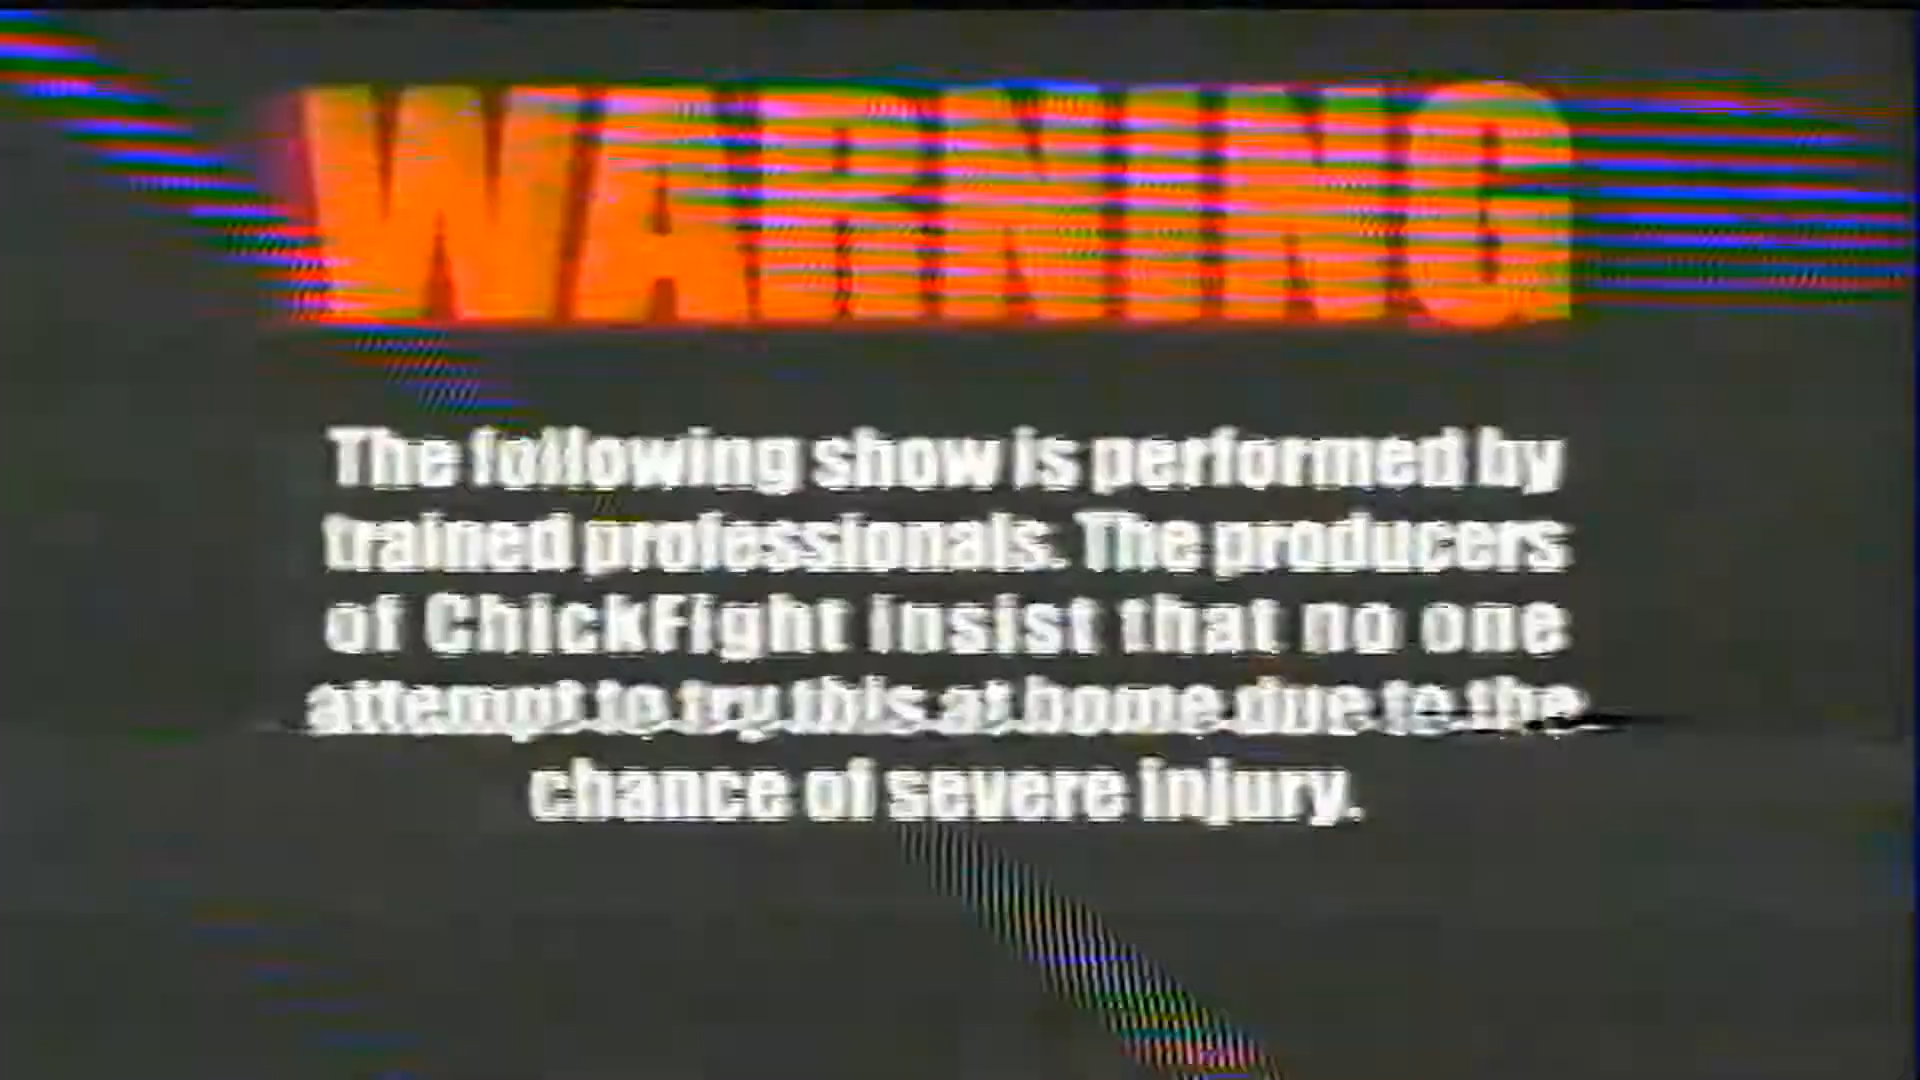 WARNING
The following show is performed by
trained professionals. The producers
of ChickFight insist that no one
attempt to try this at home due to the
chance of severe injury.